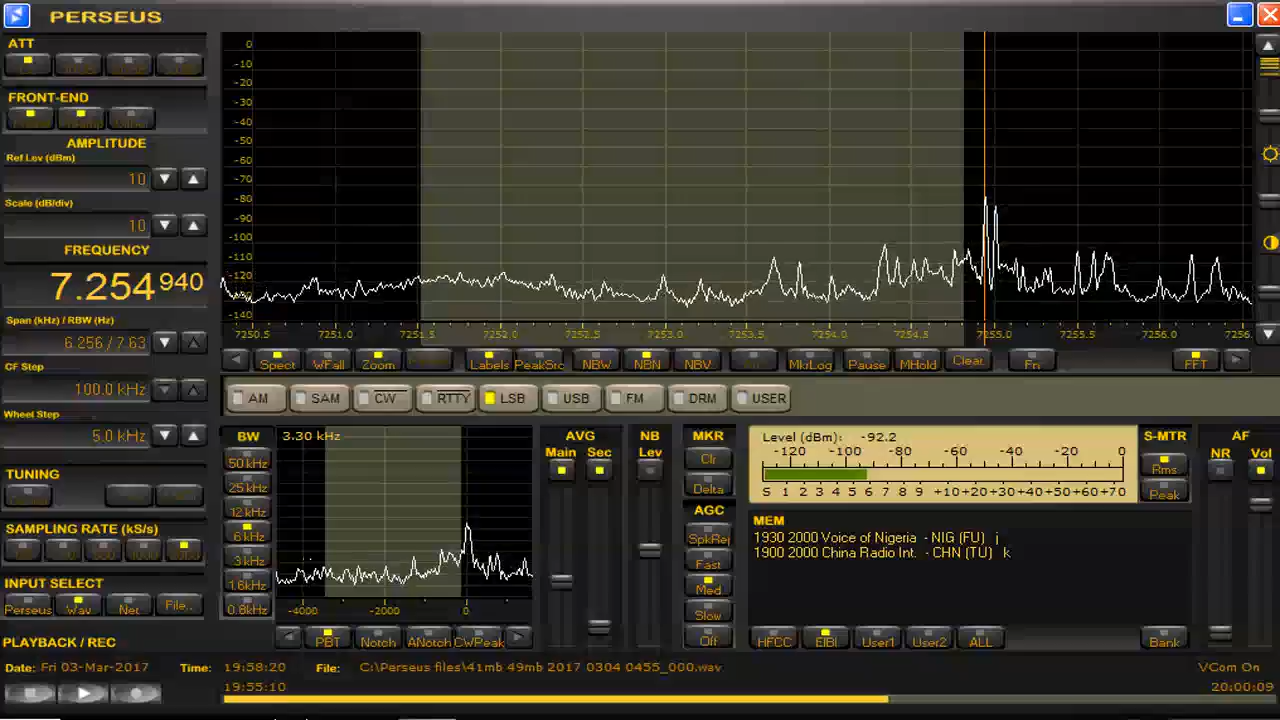 PERSEUS
ATT
FRONT-END
AMPLITUDE
Ref Lev (dBm)
10
Scale (dB/div)
10
FREQUENCY
7.254 940
Span (kHz) / RBW (Hz)
6.256 / 7.63
CF Step
100.0 kHz
Wheel Step
5.0 kHz
TUNING
SAMPLING RATE (kS/s)
INPUT SELECT
Perseus Wav Net File..
PLAYBACK / REC
0
-10
-20
-30
-40
-50
-60
-70
-80
-90
-100
-110
-120
-140
7250.5 7251.0 7251.5 7252.0 7252.5 7253.0 7253.5 7254.0 7254.5 7255.0 7255.5 7256.0 7256.
Spect WFall Zoom Labels PeakSrc NBW NBN NBV MkrLog Pause MHold Clear Fn FFT
AM SAM CW RTTY LSB USB FM DRM USER
BW
50 kHz
25 kHz
12 kHz
6 kHz
3 kHz
1.6kHz
0.8kHz
3.30 kHz
-4000 -2000 0
PBT Notch ANotch CWPeak
AVG
Main Sec
NB
Lev
MKR
Clr
Delta
AGC
SpkRej
Fast
Med
Slow
Off
Level (dBm): -92.2
-120 -100 -80 -60 -40 -20 0
S 1 2 3 4 5 6 7 8 9 +10+20+30+40+50+60+70
S-MTR
Rms
Peak
AF
NR Vol
MEM
1930 2000 Voice of Nigeria - NIG (FU) j
1900 2000 China Radio Int. - CHN (TU) k
HFCC EIBI User1 User2 ALL Bank
Date: Fri 03-Mar-2017 Time: 19:58:20 File: C:\Perseus files\41mb 49mb 2017 0304 0455_000.wav VCom On
19:55:10 20:00:09